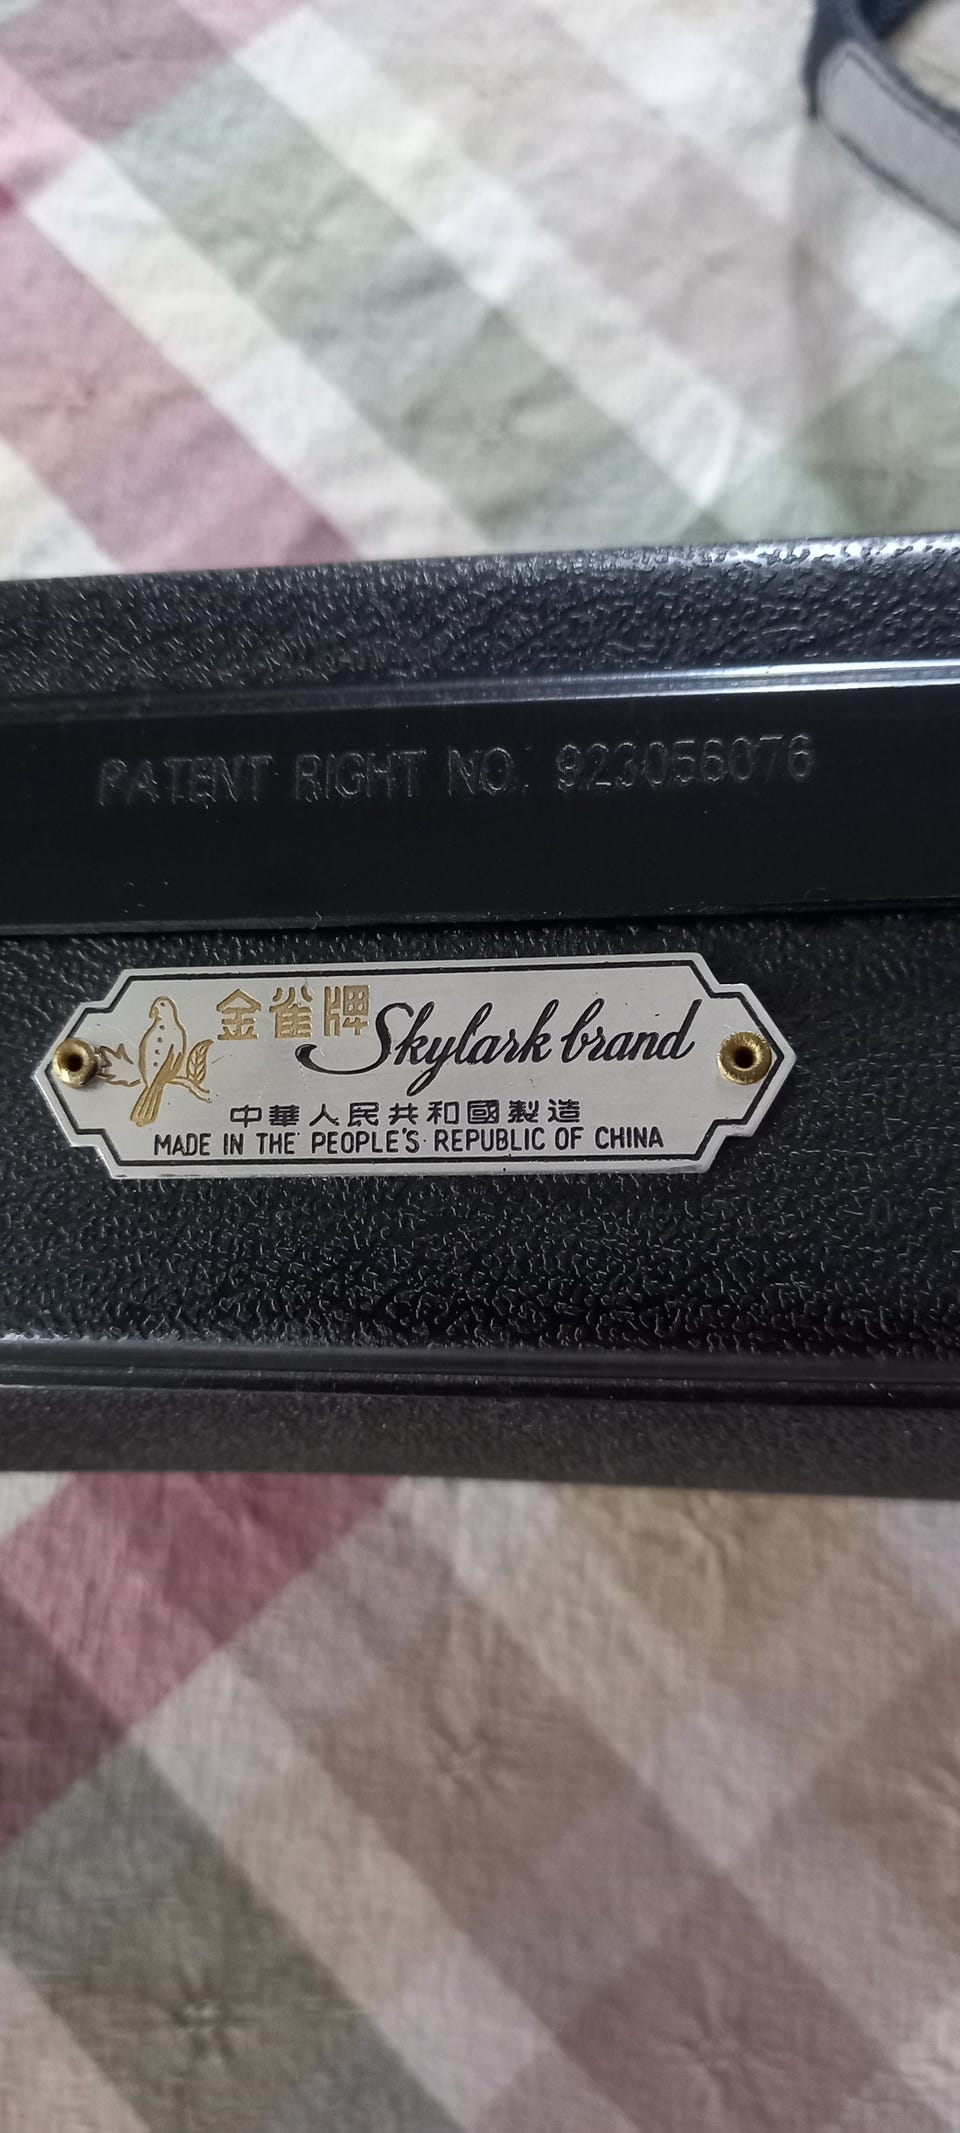 PATENT RIGHT NO. 923056076
金雀牌 Skylark brand
中華人民共和國製造
MADE IN THE PEOPLE'S REPUBLIC OF CHINA